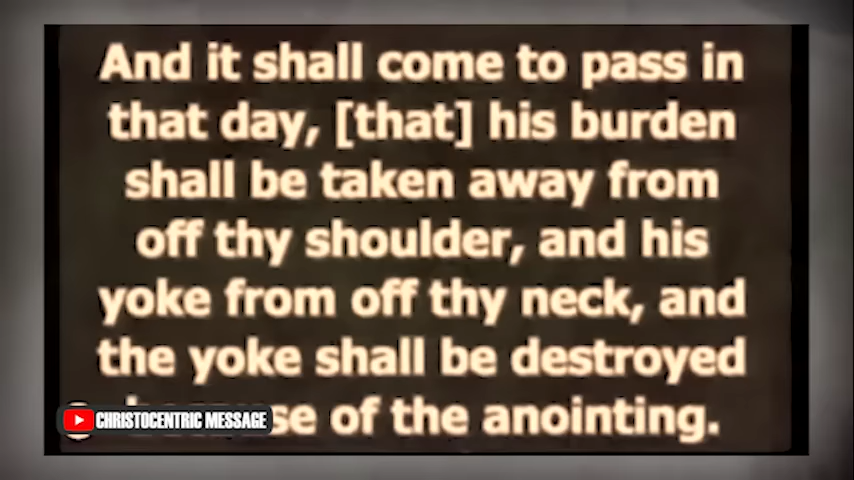 And it shall come to pass in
that day, [that] his burden
shall be taken away from
off thy shoulder, and his
yoke from off thy neck, and
the yoke shall be destroyed
of the anointing.
CHRISTOCENTRIC MESSAGE